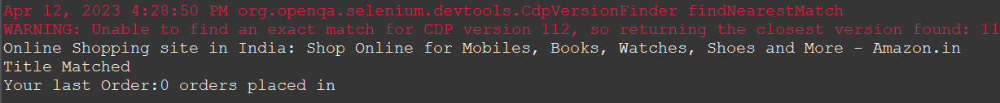 Apr 12, 2023 4:28:50 PM org.openqa.selenium.devtools.CdpVersionFinder findNearestMatch
WARNING: Unable to find an exact match for CDP version 112, so returning the closest version found: 11
Online Shopping site in India: Shop Online for Mobiles, Books, Watches, Shoes and More - Amazon.in
Title Matched
Your last Order:0 orders placed in